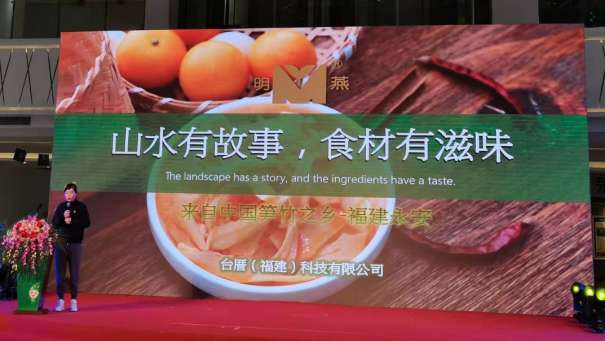 明 M® 燕
山水有故事，食材有滋味
The landscape has a story, and the ingredients have a taste.
来自中国笋竹之乡-福建永安
台厝（福建）科技有限公司